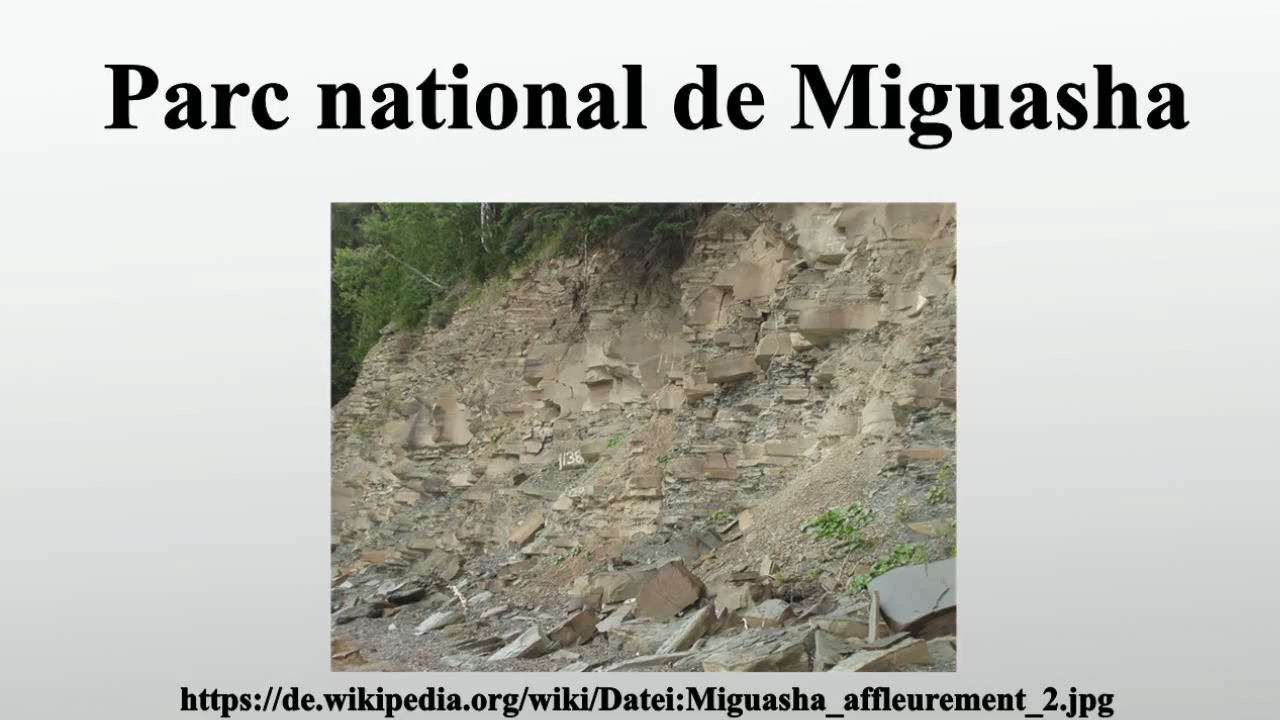 Parc national de Miguasha
1138
https://de.wikipedia.org/wiki/Datei:Miguasha_affleurement_2.jpg